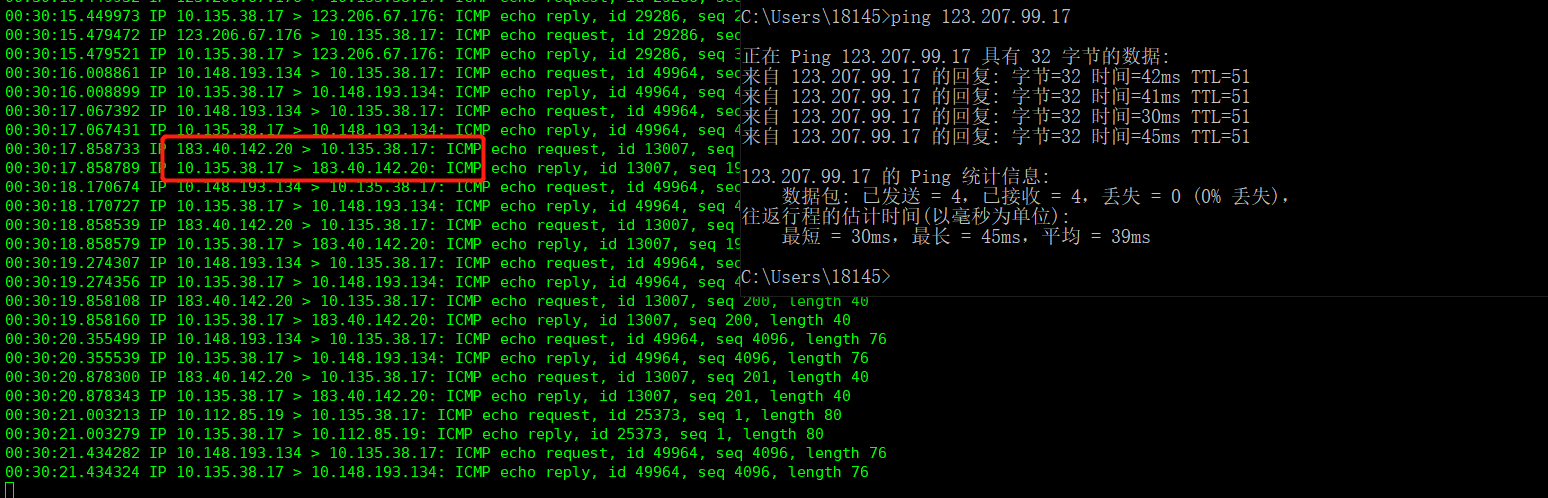 00:30:15.449973 IP 10.135.38.17 > 123.206.67.176: ICMP echo reply, id 29286, seq 2
00:30:15.479472 IP 123.206.67.176 > 10.135.38.17: ICMP echo request, id 29286, seq
00:30:15.479521 IP 10.135.38.17 > 123.206.67.176: ICMP echo reply, id 29286, seq 3
00:30:16.008861 IP 10.148.193.134 > 10.135.38.17: ICMP echo request, id 49964, seq
00:30:16.008899 IP 10.135.38.17 > 10.148.193.134: ICMP echo reply, id 49964, seq 4
00:30:17.067392 IP 10.148.193.134 > 10.135.38.17: ICMP echo request, id 49964, seq
00:30:17.067431 IP 10.135.38.17 > 10.148.193.134: ICMP echo reply, id 49964, seq 4
00:30:17.858733 IP 183.40.142.20 > 10.135.38.17: ICMP echo request, id 13007, seq
00:30:17.858789 IP 10.135.38.17 > 183.40.142.20: ICMP echo reply, id 13007, seq 19
00:30:18.170674 IP 10.148.193.134 > 10.135.38.17: ICMP echo request, id 49964, seq
00:30:18.170727 IP 10.135.38.17 > 10.148.193.134: ICMP echo reply, id 49964, seq 4
00:30:18.858539 IP 183.40.142.20 > 10.135.38.17: ICMP echo request, id 13007, seq
00:30:18.858579 IP 10.135.38.17 > 183.40.142.20: ICMP echo reply, id 13007, seq 19
00:30:19.274307 IP 10.148.193.134 > 10.135.38.17: ICMP echo request, id 49964, seq
00:30:19.274356 IP 10.135.38.17 > 10.148.193.134: ICMP echo reply, id 49964, seq 4
00:30:19.858108 IP 183.40.142.20 > 10.135.38.17: ICMP echo request, id 13007, seq 200, length 40
00:30:19.858160 IP 10.135.38.17 > 183.40.142.20: ICMP echo reply, id 13007, seq 200, length 40
00:30:20.355499 IP 10.148.193.134 > 10.135.38.17: ICMP echo request, id 49964, seq 4096, length 76
00:30:20.355539 IP 10.135.38.17 > 10.148.193.134: ICMP echo reply, id 49964, seq 4096, length 76
00:30:20.878300 IP 183.40.142.20 > 10.135.38.17: ICMP echo request, id 13007, seq 201, length 40
00:30:20.878343 IP 10.135.38.17 > 183.40.142.20: ICMP echo reply, id 13007, seq 201, length 40
00:30:21.003213 IP 10.112.85.19 > 10.135.38.17: ICMP echo request, id 25373, seq 1, length 80
00:30:21.003279 IP 10.135.38.17 > 10.112.85.19: ICMP echo reply, id 25373, seq 1, length 80
00:30:21.434282 IP 10.148.193.134 > 10.135.38.17: ICMP echo request, id 49964, seq 4096, length 76
00:30:21.434324 IP 10.135.38.17 > 10.148.193.134: ICMP echo reply, id 49964, seq 4096, length 76
C:\Users\18145>ping 123.207.99.17
正在 Ping 123.207.99.17 具有 32 字节的数据:
来自 123.207.99.17 的回复: 字节=32 时间=42ms TTL=51
来自 123.207.99.17 的回复: 字节=32 时间=41ms TTL=51
来自 123.207.99.17 的回复: 字节=32 时间=30ms TTL=51
来自 123.207.99.17 的回复: 字节=32 时间=45ms TTL=51
123.207.99.17 的 Ping 统计信息:
数据包: 已发送 = 4，已接收 = 4，丢失 = 0 (0% 丢失)，
往返行程的估计时间(以毫秒为单位):
最短 = 30ms，最长 = 45ms，平均 = 39ms
C:\Users\18145>